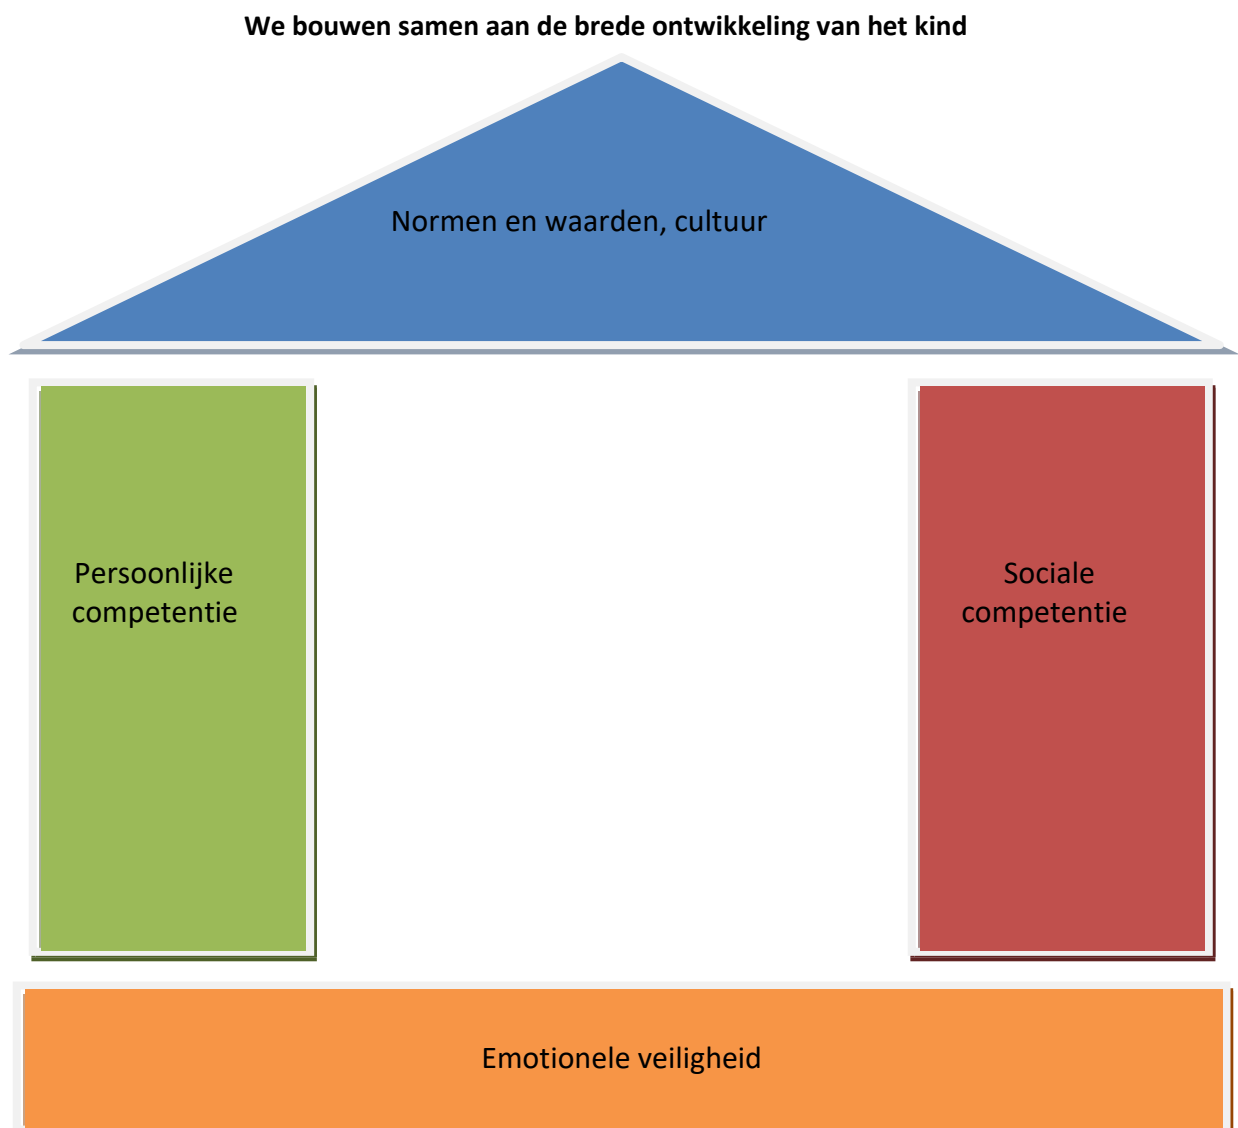 We bouwen samen aan de brede ontwikkeling van het kind
Normen en waarden, cultuur
Persoonlijke
competentie
Sociale
competentie
Emotionele veiligheid